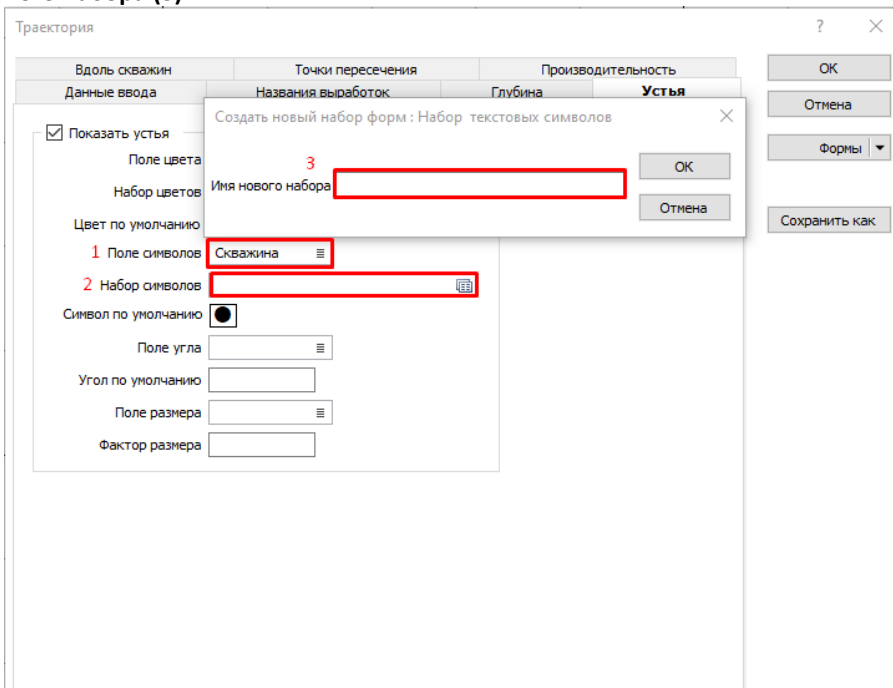 Траектория ?
Вдоль скважин Точки пересечения Производительность
Данные ввода Названия выработок Глубина Устья
OK
Отмена
Формы
Сохранить как
Создать новый набор форм : Набор текстовых символов
3
Имя нового набора
OK
Отмена
Показать устья
Поле цвета
Набор цветов
Цвет по умолчанию
1 Поле символов Скважина
2 Набор символов
Символ по умолчанию
Поле угла
Угол по умолчанию
Поле размера
Фактор размера